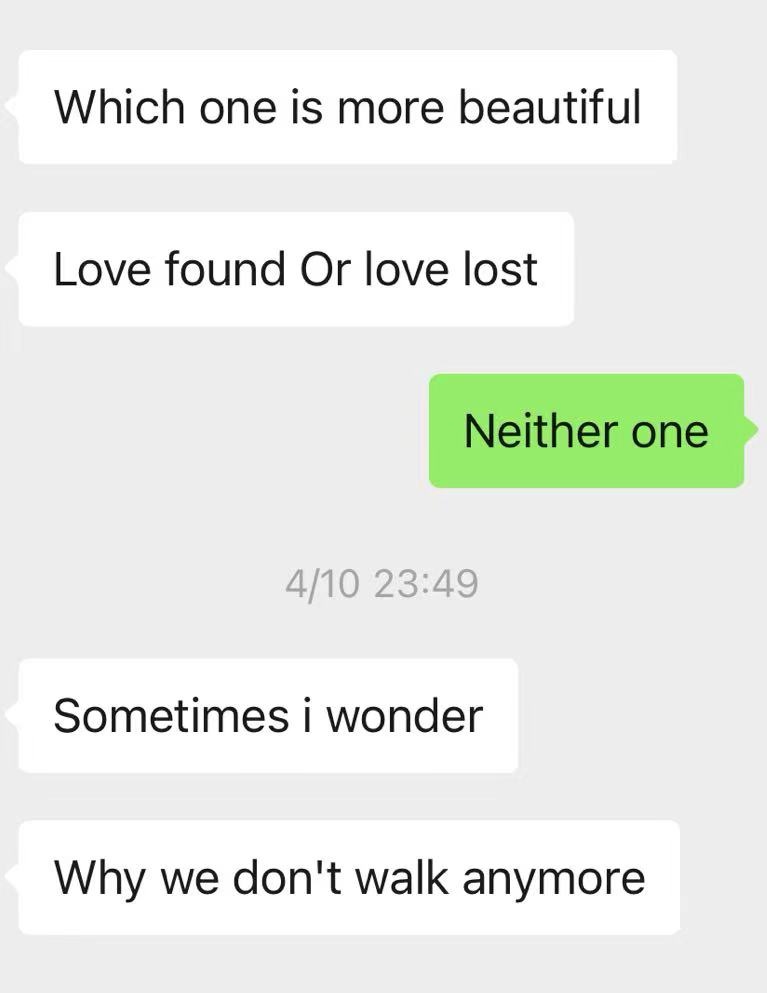 Which one is more beautiful
Love found Or love lost
Neither one
4/10 23:49
Sometimes i wonder
Why we don't walk anymore